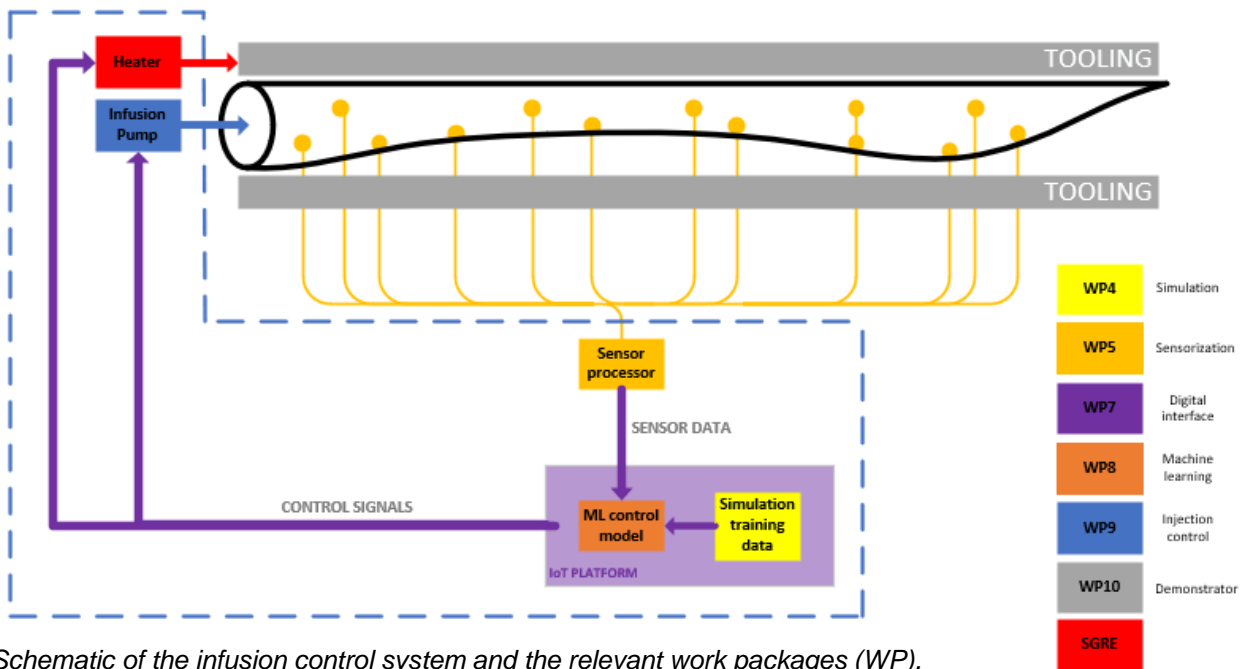 Heater
TOOLING
Infusion
Pump
TOOLING
Sensor
processor
SENSOR DATA
CONTROL SIGNALS
ML control
model
Simulation
training
data
IoT PLATFORM
WP4
Simulation
WP5
Sensorization
WP7
Digital
interface
WP8
Machine
learning
WP9
Injection
control
WP10
Demonstrator
SGRE
Schematic of the infusion control system and the relevant work packages (WP).